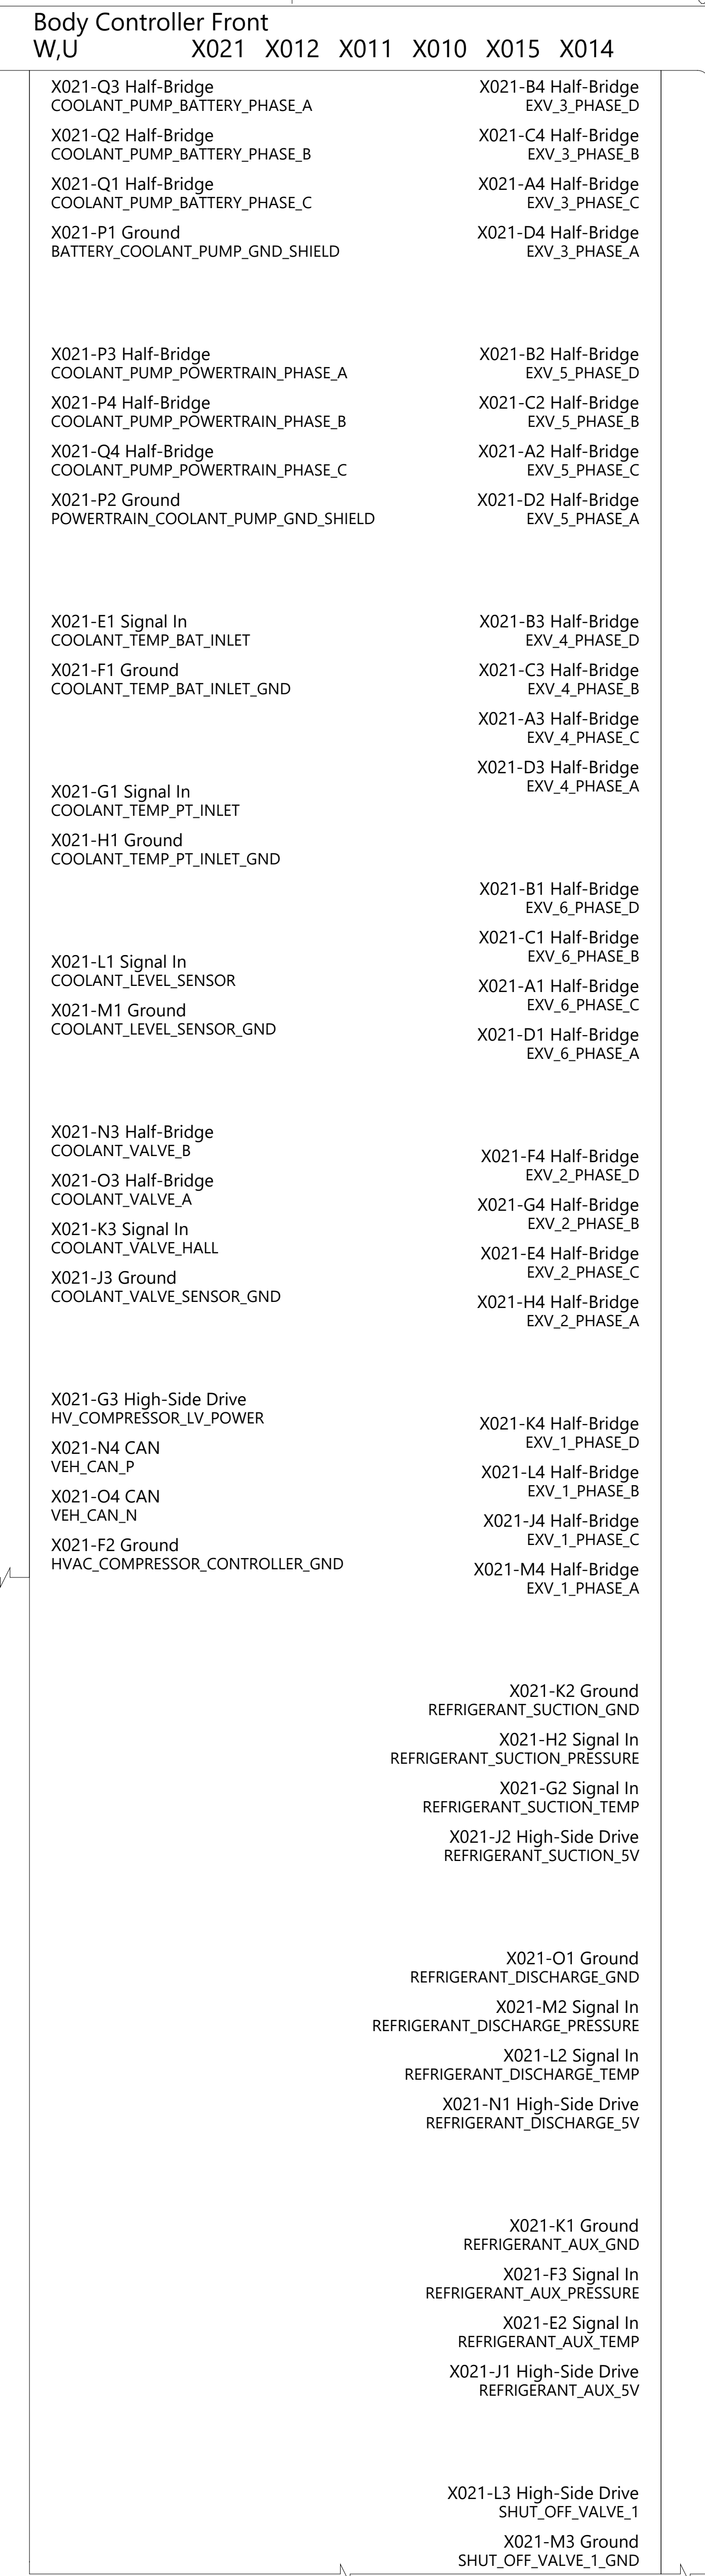 Body Controller Front
W,U X021 X012 X011 X010 X015 X014
X021-Q3 Half-Bridge
COOLANT_PUMP_BATTERY_PHASE_A
X021-Q2 Half-Bridge
COOLANT_PUMP_BATTERY_PHASE_B
X021-Q1 Half-Bridge
COOLANT_PUMP_BATTERY_PHASE_C
X021-P1 Ground
BATTERY_COOLANT_PUMP_GND_SHIELD
X021-P3 Half-Bridge
COOLANT_PUMP_POWERTRAIN_PHASE_A
X021-P4 Half-Bridge
COOLANT_PUMP_POWERTRAIN_PHASE_B
X021-Q4 Half-Bridge
COOLANT_PUMP_POWERTRAIN_PHASE_C
X021-P2 Ground
POWERTRAIN_COOLANT_PUMP_GND_SHIELD
X021-E1 Signal In
COOLANT_TEMP_BAT_INLET
X021-F1 Ground
COOLANT_TEMP_BAT_INLET_GND
X021-G1 Signal In
COOLANT_TEMP_PT_INLET
X021-H1 Ground
COOLANT_TEMP_PT_INLET_GND
X021-L1 Signal In
COOLANT_LEVEL_SENSOR
X021-M1 Ground
COOLANT_LEVEL_SENSOR_GND
X021-N3 Half-Bridge
COOLANT_VALVE_B
X021-O3 Half-Bridge
COOLANT_VALVE_A
X021-K3 Signal In
COOLANT_VALVE_HALL
X021-J3 Ground
COOLANT_VALVE_SENSOR_GND
X021-G3 High-Side Drive
HV_COMPRESSOR_LV_POWER
X021-N4 CAN
VEH_CAN_P
X021-O4 CAN
VEH_CAN_N
X021-F2 Ground
HVAC_COMPRESSOR_CONTROLLER_GND
X021-B4 Half-Bridge
EXV_3_PHASE_D
X021-C4 Half-Bridge
EXV_3_PHASE_B
X021-A4 Half-Bridge
EXV_3_PHASE_C
X021-D4 Half-Bridge
EXV_3_PHASE_A
X021-B2 Half-Bridge
EXV_5_PHASE_D
X021-C2 Half-Bridge
EXV_5_PHASE_B
X021-A2 Half-Bridge
EXV_5_PHASE_C
X021-D2 Half-Bridge
EXV_5_PHASE_A
X021-B3 Half-Bridge
EXV_4_PHASE_D
X021-C3 Half-Bridge
EXV_4_PHASE_B
X021-A3 Half-Bridge
EXV_4_PHASE_C
X021-D3 Half-Bridge
EXV_4_PHASE_A
X021-B1 Half-Bridge
EXV_6_PHASE_D
X021-C1 Half-Bridge
EXV_6_PHASE_B
X021-A1 Half-Bridge
EXV_6_PHASE_C
X021-D1 Half-Bridge
EXV_6_PHASE_A
X021-F4 Half-Bridge
EXV_2_PHASE_D
X021-G4 Half-Bridge
EXV_2_PHASE_B
X021-E4 Half-Bridge
EXV_2_PHASE_C
X021-H4 Half-Bridge
EXV_2_PHASE_A
X021-K4 Half-Bridge
EXV_1_PHASE_D
X021-L4 Half-Bridge
EXV_1_PHASE_B
X021-J4 Half-Bridge
EXV_1_PHASE_C
X021-M4 Half-Bridge
EXV_1_PHASE_A
X021-K2 Ground
REFRIGERANT_SUCTION_GND
X021-H2 Signal In
REFRIGERANT_SUCTION_PRESSURE
X021-G2 Signal In
REFRIGERANT_SUCTION_TEMP
X021-J2 High-Side Drive
REFRIGERANT_SUCTION_5V
X021-O1 Ground
REFRIGERANT_DISCHARGE_GND
X021-M2 Signal In
REFRIGERANT_DISCHARGE_PRESSURE
X021-L2 Signal In
REFRIGERANT_DISCHARGE_TEMP
X021-N1 High-Side Drive
REFRIGERANT_DISCHARGE_5V
X021-K1 Ground
REFRIGERANT_AUX_GND
X021-F3 Signal In
REFRIGERANT_AUX_PRESSURE
X021-E2 Signal In
REFRIGERANT_AUX_TEMP
X021-J1 High-Side Drive
REFRIGERANT_AUX_5V
X021-L3 High-Side Drive
SHUT_OFF_VALVE_1
X021-M3 Ground
SHUT_OFF_VALVE_1_GND